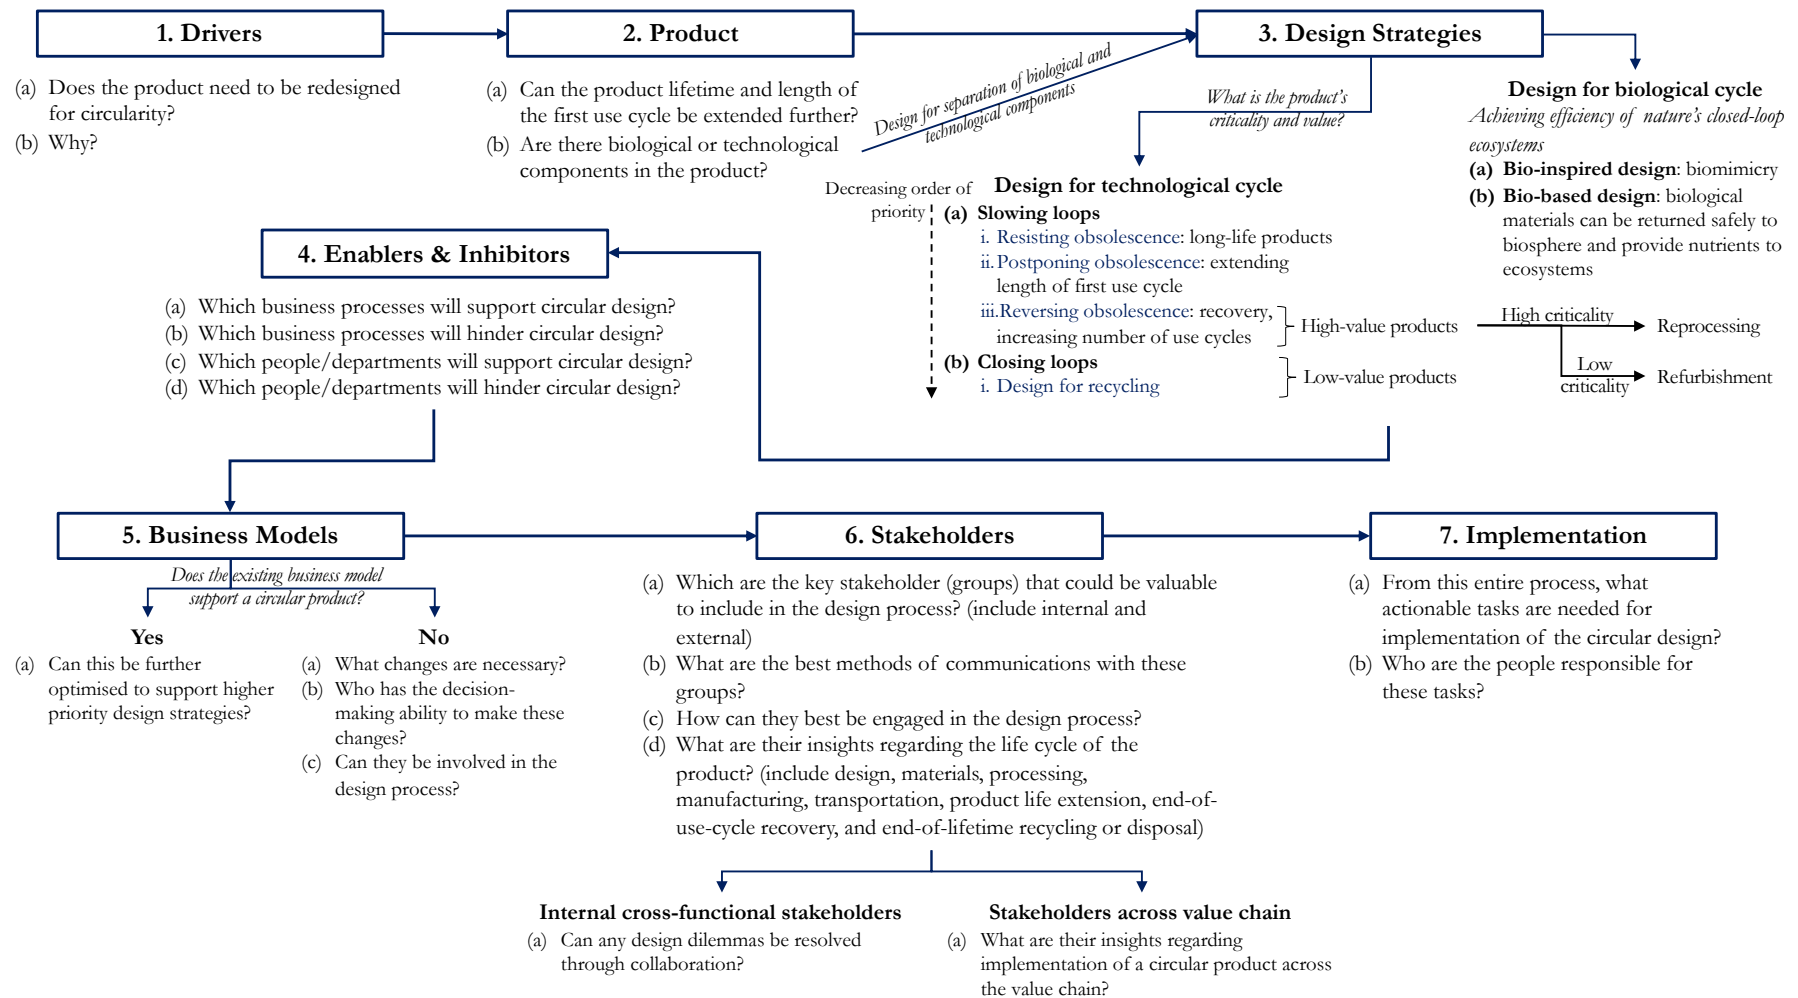 1. Drivers
(a) Does the product need to be redesigned
for circularity?
(b) Why?
2. Product
(a) Can the product lifetime and length of
the first use cycle be extended further?
(b) Are there biological or technological
components in the product?
Design for separation of biological and
technological components
3. Design Strategies
What is the product's
criticality and value?
Design for biological cycle
Achieving efficiency of nature's closed-loop
ecosystems
(a) Bio-inspired design: biomimicry
(b) Bio-based design: biological
materials can be returned safely to
biosphere and provide nutrients to
ecosystems
Decreasing order of
priority
Design for technological cycle
(a) Slowing loops
i. Resisting obsolescence: long-life products
ii. Postponing obsolescence: extending
length of first use cycle
iii. Reversing obsolescence: recovery,
increasing number of use cycles
(b) Closing loops
i. Design for recycling
High-value products
Low-value products
High criticality
Reprocessing
Low
criticality
Refurbishment
4. Enablers & Inhibitors
(a) Which business processes will support circular design?
(b) Which business processes will hinder circular design?
(c) Which people/departments will support circular design?
(d) Which people/departments will hinder circular design?
5. Business Models
Does the existing business model
support a circular product?
Yes
(a) Can this be further
optimised to support higher
priority design strategies?
No
(a) What changes are necessary?
(b) Who has the decision-
making ability to make these
changes?
(c) Can they be involved in the
design process?
6. Stakeholders
(a) Which are the key stakeholder (groups) that could be valuable
to include in the design process? (include internal and
external)
(b) What are the best methods of communications with these
groups?
(c) How can they best be engaged in the design process?
(d) What are their insights regarding the life cycle of the
product? (include design, materials, processing,
manufacturing, transportation, product life extension, end-of-
use-cycle recovery, and end-of-lifetime recycling or disposal)
Internal cross-functional stakeholders
(a) Can any design dilemmas be resolved
through collaboration?
Stakeholders across value chain
(a) What are their insights regarding
implementation of a circular product across
the value chain?
7. Implementation
(a) From this entire process, what
actionable tasks are needed for
implementation of the circular design?
(b) Who are the people responsible for
these tasks?